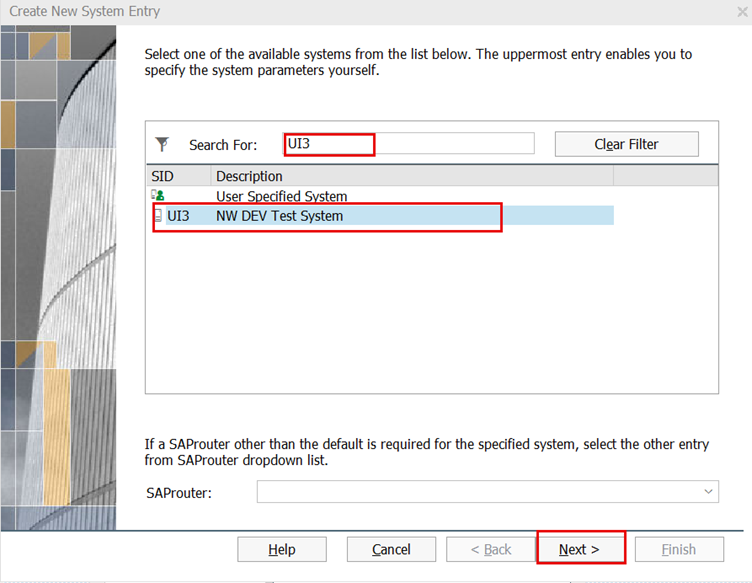 Create New System Entry
Select one of the available systems from the list below. The uppermost entry enables you to
specify the system parameters yourself.
Search For: UI3 Clear Filter
SID Description
User Specified System
UI3 NW DEV Test System
If a SAProuter other than the default is required for the specified system, select the other entry
from SAProuter dropdown list.
SAProuter:
Help Cancel < Back Next > Finish